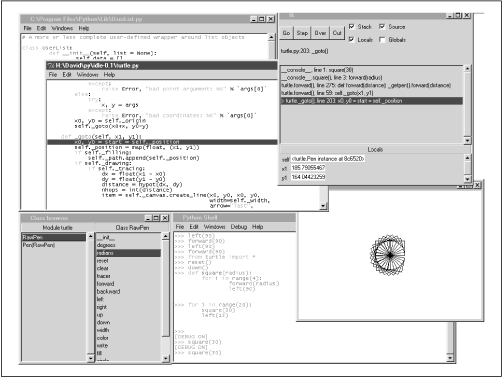 C:\Program Files\Python\Lib\UserList.py
File Edit Windows Help
# A more or less complete user-defined wrapper around list objects
class UserList:
def __init__(self, list = None):
self.data = []
H:\David\py\idle-0.1\turtle.py
File Edit Windows Help
except:
raise Error, "bad point argument: %s" % `args[0]`
else:
try:
x, y = args
except:
raise Error, "bad coordinates: %s" % `args[0]`
x0, y0 = self._origin
self._goto(x0+x, y0-y)
def _goto(self, x1, y1):
x0, y0 = start = self._position
self._position = map(float, (x1, y1))
if self._filling:
self._path.append(self._position)
if self._drawing:
if self._tracing:
dx = float(x1 - x0)
dy = float(y1 - y0)
distance = hypot(dx, dy)
nhops = int(distance)
item = self._canvas.create_line(x0, y0, x0, y0,
width=self._width,
arrow="last",
Go Step Over Out
Stack Source
Locals Globals
turtle.py:203: _goto()
__console__, line 1: square(30)
__console__.square(), line 3: forward(radius)
turtle.forward(), line 275: def forward(distance): _getpen().forward(distance)
turtle.forward(), line 59: self._goto(x1, y1)
> turtle._goto(), line 203: x0, y0 = start = self._position
Locals
self <turtle.Pen instance at 8c6520>
x1 185.75055467
y1 164.04423253
Class browser
Module turtle
RawPen
Pen(RawPen)
Class RawPen
__init__
degrees
radians
reset
clear
tracer
forward
backward
left
right
up
down
width
color
write
fill
circle
Python Shell
File Edit Windows Debug Help
>>> left(90)
>>> forward(90)
>>> left(90)
>>> forward(90)
>>> from turtle import *
>>> reset()
>>> down()
>>> def square(radius):
for i in range(4):
forward(radius)
left(90)
>>> for i in range(20):
square(30)
left(12)
>>>
[DEBUG ON]
>>> square(30)
[DEBUG ON]
>>> square(30)